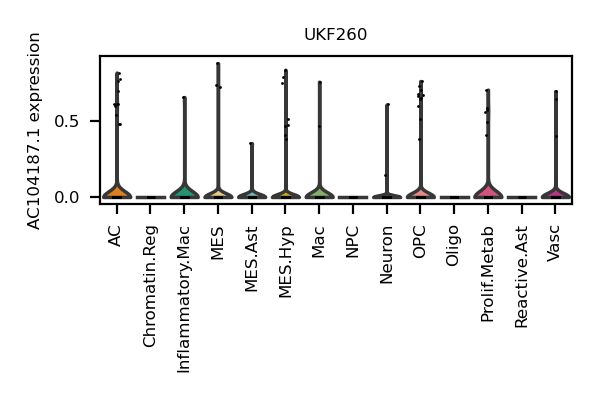 UKF260
AC104187.1 expression
0.5
0.0
AC
Chromatin.Reg
Inflammatory.Mac
MES
MES.Ast
MES.Hyp
Mac
NPC
Neuron
OPC
Oligo
Prolif.Metab
Reactive.Ast
Vasc